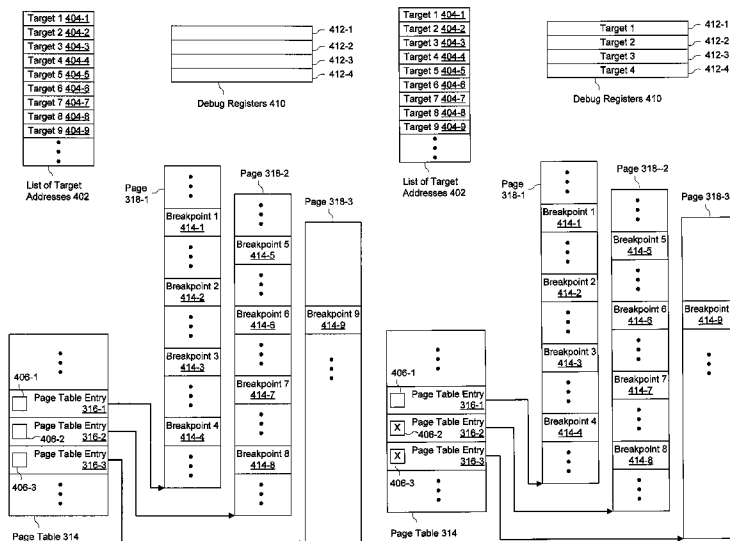 Target 1 404-1
Target 2 404-2
Target 3 404-3
Target 4 404-4
Target 5 404-5
Target 6 404-6
Target 7 404-7
Target 8 404-8
Target 9 404-9
List of Target
Addresses 402
412-1
412-2
412-3
412-4
Debug Registers 410
Page
318-1
Breakpoint 1
414-1
Breakpoint 2
414-2
Breakpoint 3
414-3
Breakpoint 4
414-4
Page 318-2
Breakpoint 5
414-5
Breakpoint 6
414-6
Breakpoint 7
414-7
Breakpoint 8
414-8
Page 318-3
Breakpoint 9
414-9
406-1
Page Table Entry
316-1
Page Table Entry
406-2 316-2
Page Table Entry
316-3
406-3
Page Table 314
Target 1 404-1
Target 2 404-2
Target 3 404-3
Target 4 404-4
Target 5 404-5
Target 6 404-6
Target 7 404-7
Target 8 404-8
Target 9 404-9
List of Target
Addresses 402
Target 1 412-1
Target 2 412-2
Target 3 412-3
Target 4 412-4
Debug Registers 410
Page
318-1
Breakpoint 1
414-1
Breakpoint 2
414-2
Breakpoint 3
414-3
Breakpoint 4
414-4
Page 318--2
Breakpoint 5
414-5
Breakpoint 6
414-6
Breakpoint 7
414-7
Breakpoint 8
414-8
Page 318-3
Breakpoint
414-9
406-1
Page Table Entry
316-1
X Page Table Entry
406-2 316-2
X Page Table Entry
316-3
406-3
Page Table 314